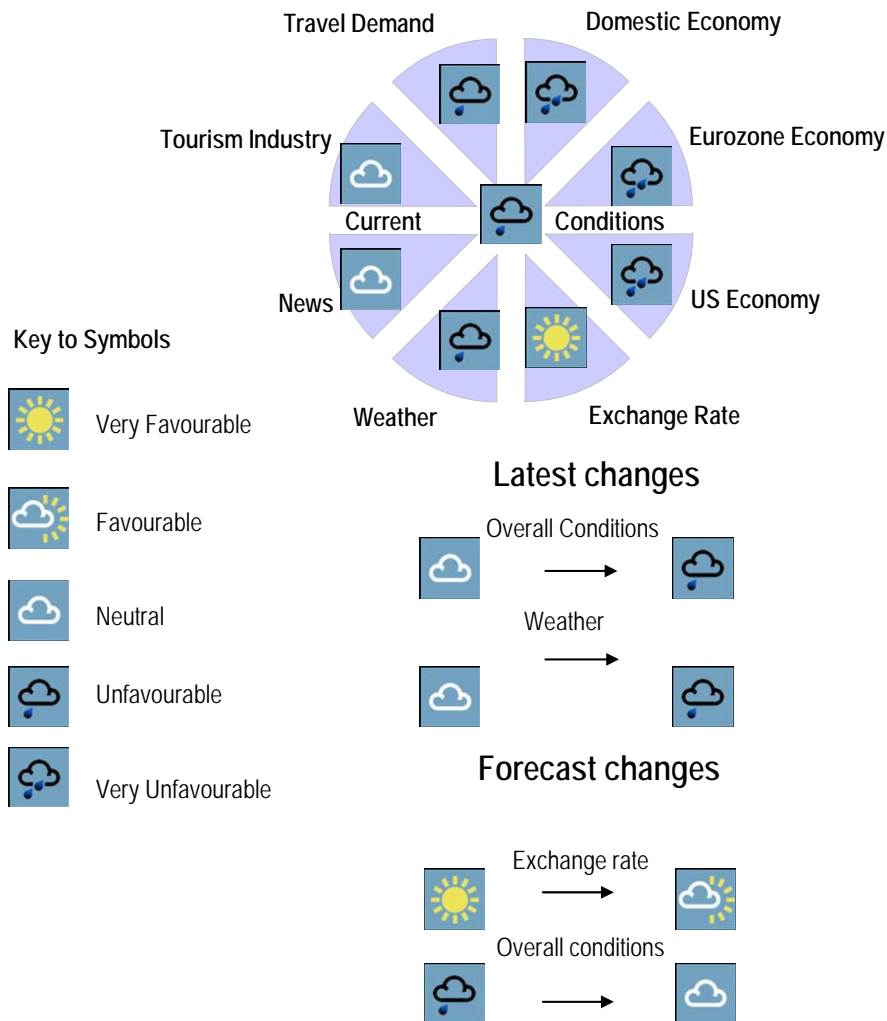 Travel Demand
Domestic Economy
Tourism Industry
Eurozone Economy
Current
Conditions
News
US Economy
Weather
Exchange Rate
Key to Symbols
Very Favourable
Favourable
Neutral
Unfavourable
Very Unfavourable
Latest changes
Overall Conditions
Weather
Forecast changes
Exchange rate
Overall conditions